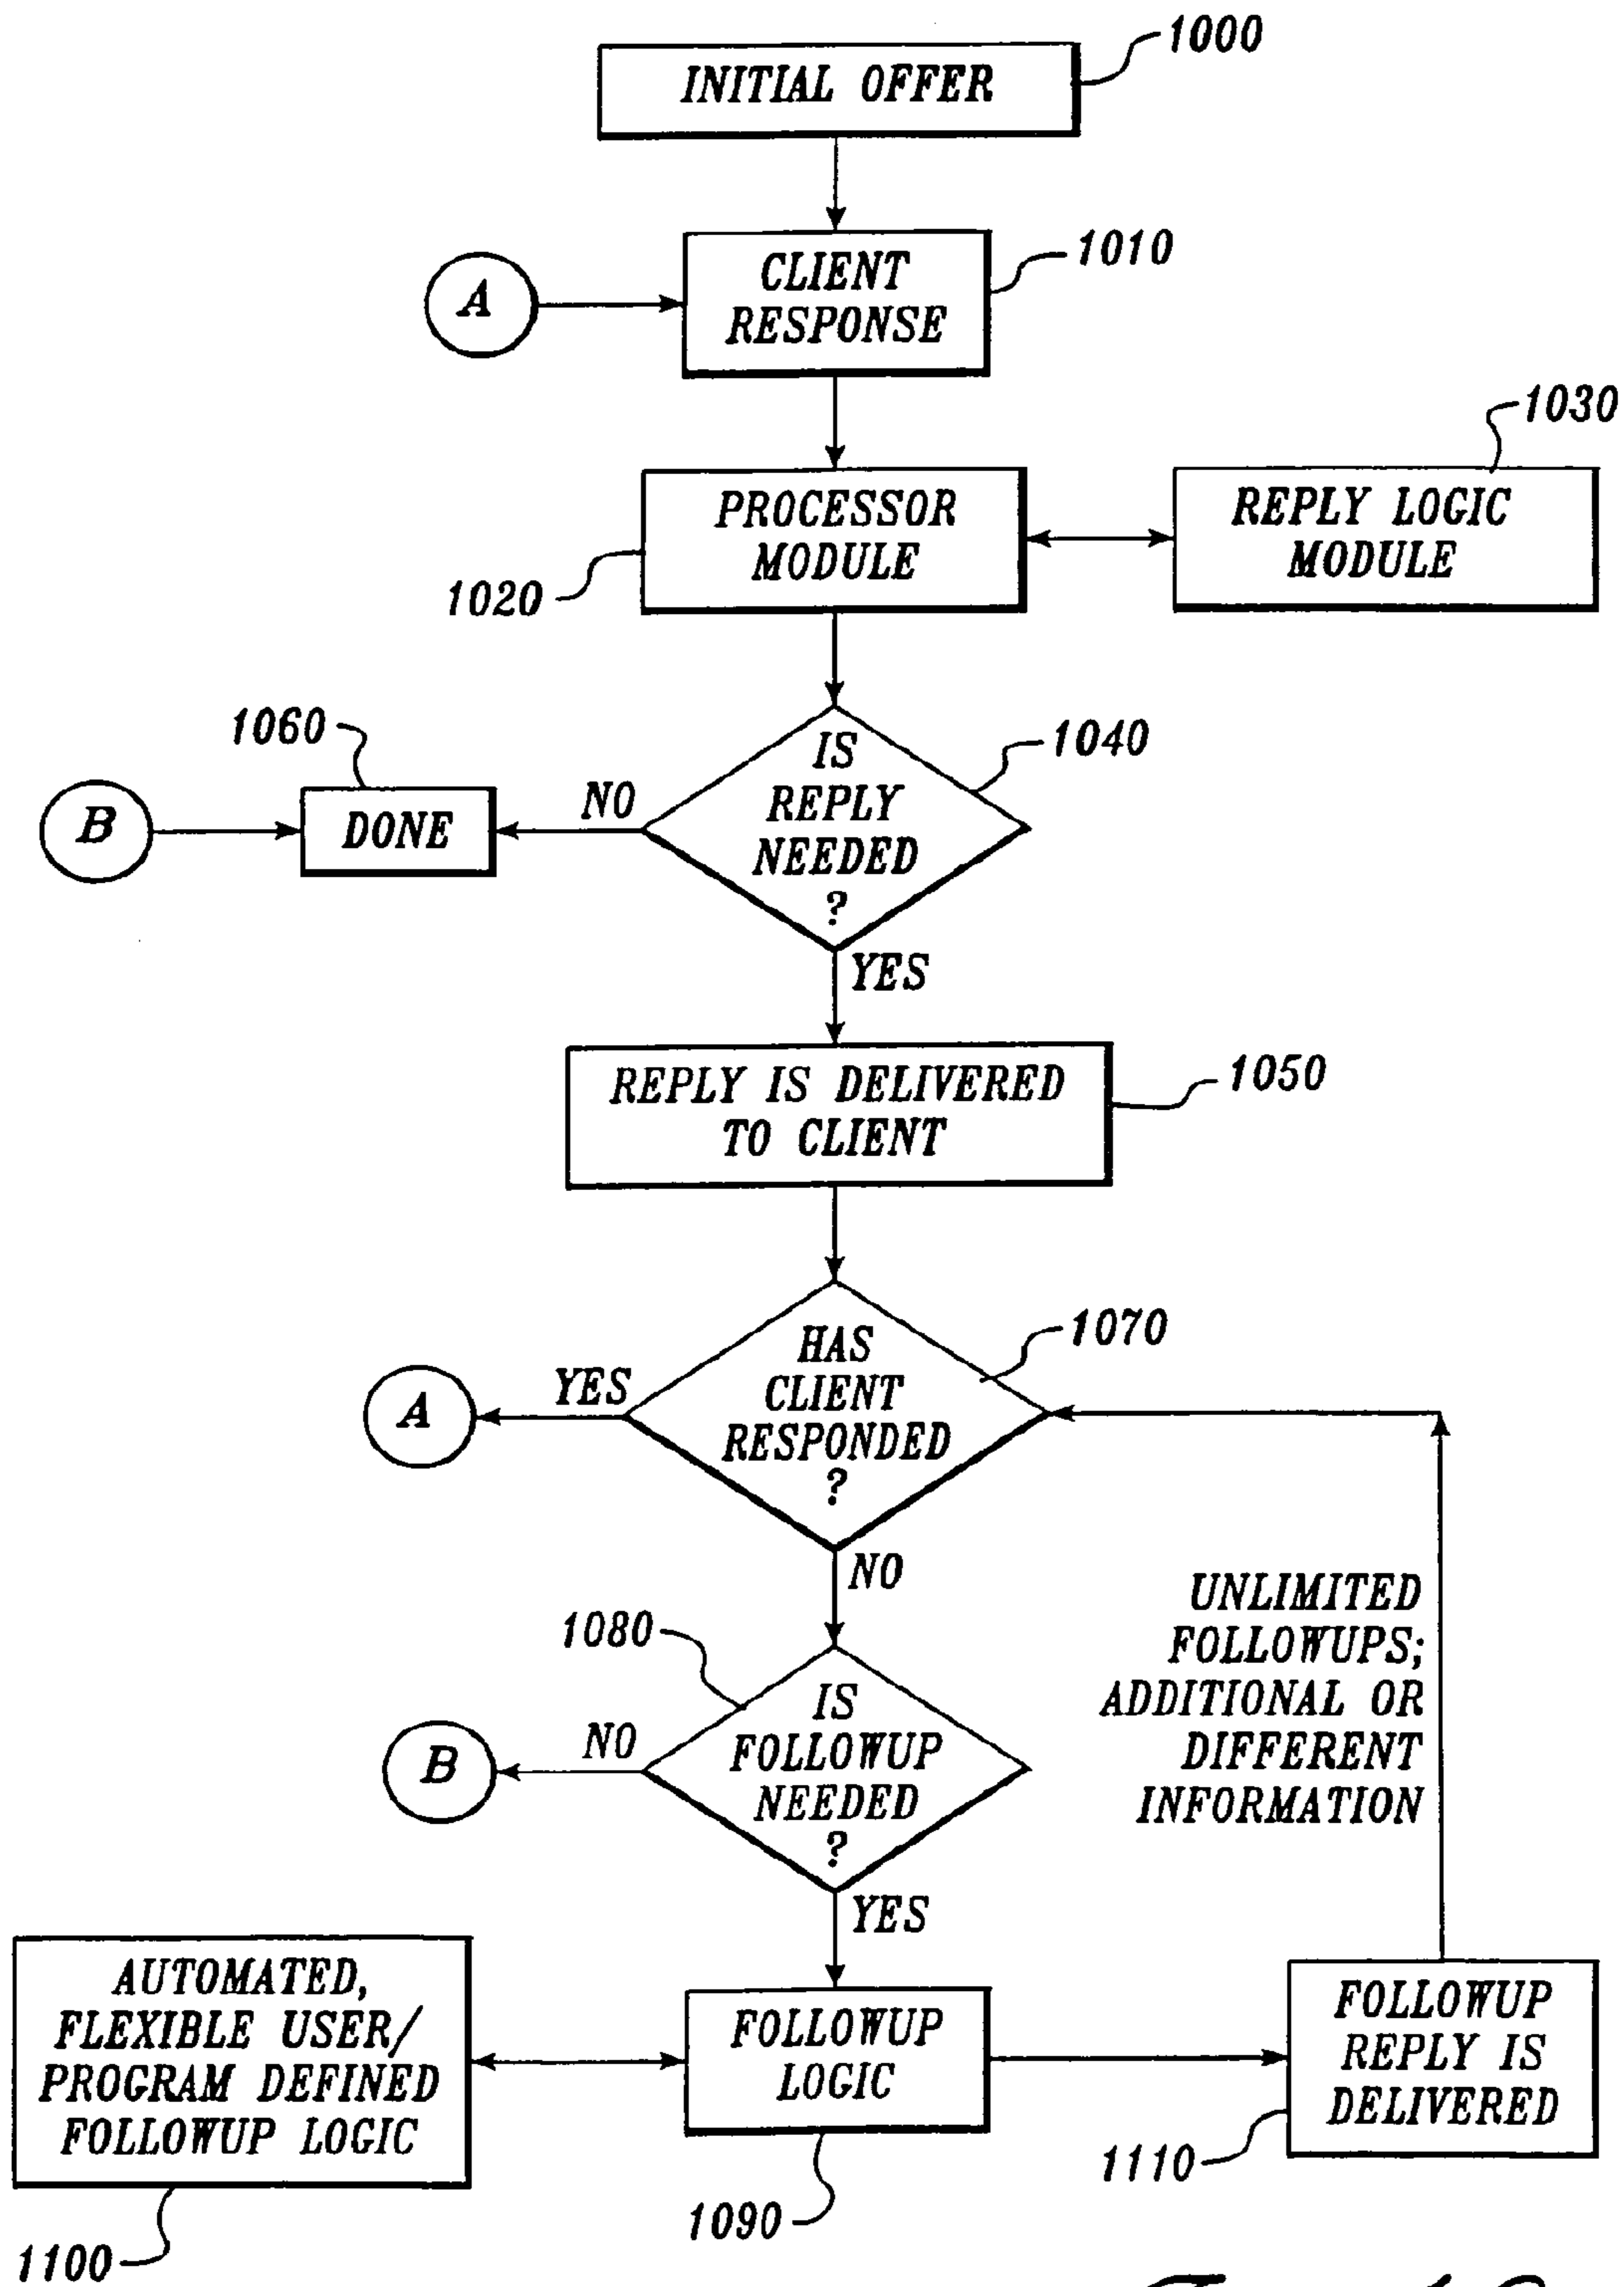 1000
INITIAL OFFER
1010
A
CLIENT
RESPONSE
1030
PROCESSOR
MODULE
REPLY LOGIC
MODULE
1020
1060
1040
B
DONE
NO
IS
REPLY
NEEDED
?
YES
REPLY IS DELIVERED
TO CLIENT
1050
1070
A
YES
HAS
CLIENT
RESPONDED
?
NO
UNLIMITED
FOLLOWUPS;
ADDITIONAL OR
DIFFERENT
INFORMATION
1080
B
NO
IS
FOLLOWUP
NEEDED
?
YES
AUTOMATED,
FLEXIBLE USER/
PROGRAM DEFINED
FOLLOWUP LOGIC
FOLLOWUP
LOGIC
FOLLOWUP
REPLY IS
DELIVERED
1110
1090
1100